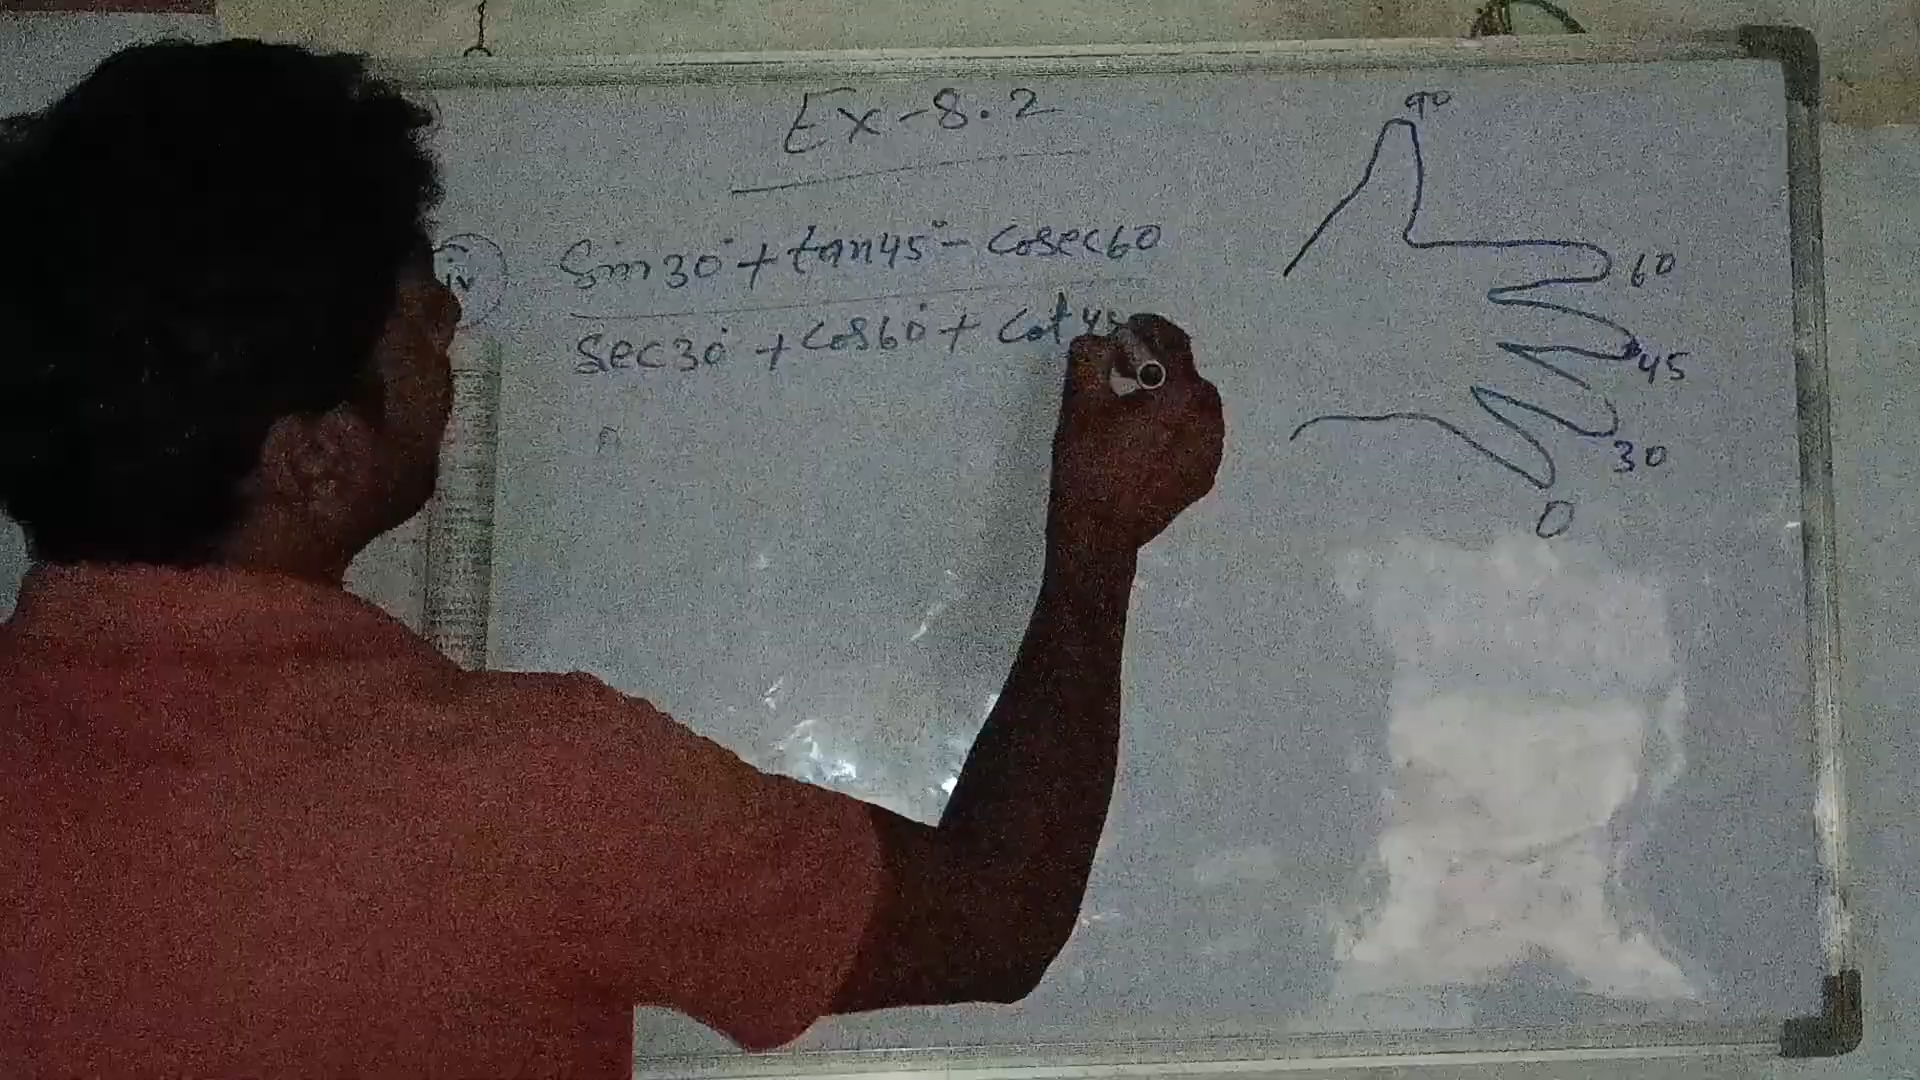 Ex-8.2
iv
sin30° + tan45° - cosec60
sec30° + cos60° + cot45
90
60
45
30
0